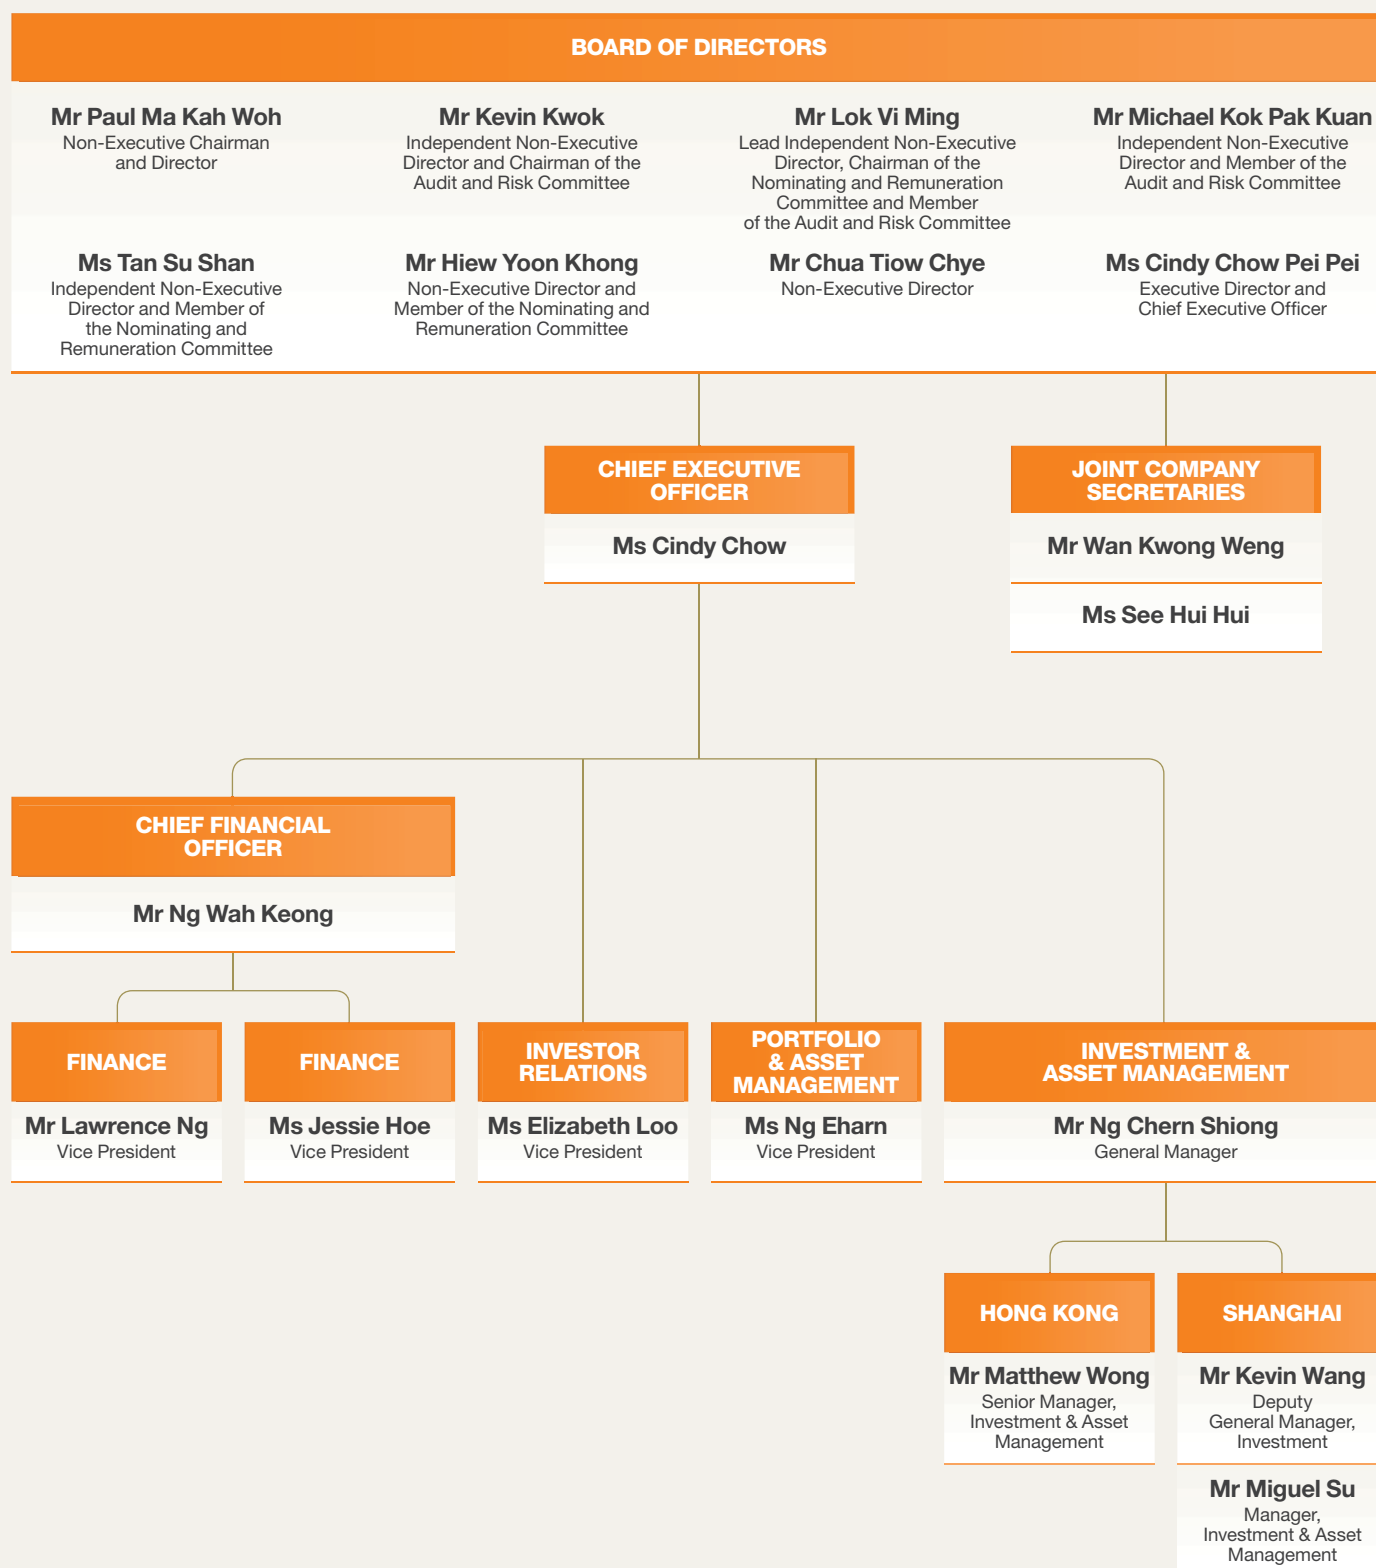 BOARD OF DIRECTORS
Mr Paul Ma Kah Woh
Non-Executive Chairman
and Director
Mr Kevin Kwok
Independent Non-Executive
Director and Chairman of the
Audit and Risk Committee
Mr Lok Vi Ming
Lead Independent Non-Executive
Director, Chairman of the
Nominating and Remuneration
Committee and Member
of the Audit and Risk Committee
Mr Michael Kok Pak Kuan
Independent Non-Executive
Director and Member of the
Audit and Risk Committee
Ms Tan Su Shan
Independent Non-Executive
Director and Member of
the Nominating and
Remuneration Committee
Mr Hiew Yoon Khong
Non-Executive Director and
Member of the Nominating and
Remuneration Committee
Mr Chua Tiow Chye
Non-Executive Director
Ms Cindy Chow Pei Pei
Executive Director and
Chief Executive Officer
CHIEF EXECUTIVE
OFFICER
Ms Cindy Chow
JOINT COMPANY
SECRETARIES
Mr Wan Kwong Weng
Ms See Hui Hui
CHIEF FINANCIAL
OFFICER
Mr Ng Wah Keong
FINANCE
Mr Lawrence Ng
Vice President
FINANCE
Ms Jessie Hoe
Vice President
INVESTOR
RELATIONS
Ms Elizabeth Loo
Vice President
PORTFOLIO
& ASSET
MANAGEMENT
Ms Ng Eharn
Vice President
INVESTMENT &
ASSET MANAGEMENT
Mr Ng Chern Shiong
General Manager
HONG KONG
Mr Matthew Wong
Senior Manager,
Investment & Asset
Management
SHANGHAI
Mr Kevin Wang
Deputy
General Manager,
Investment
Mr Miguel Su
Manager,
Investment & Asset
Management